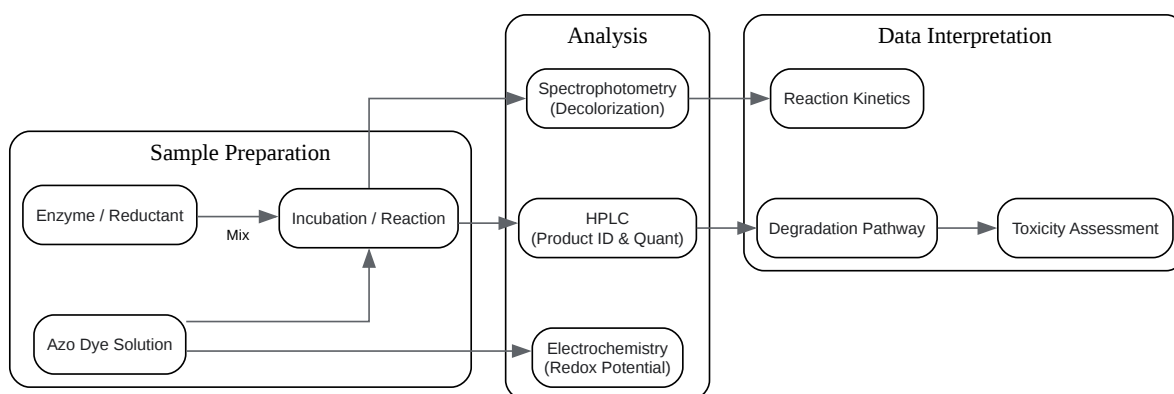 Sample Preparation
Enzyme / Reductant
Mix
Incubation / Reaction
Azo Dye Solution
Analysis
Spectrophotometry
(Decolorization)
HPLC
(Product ID & Quant)
Electrochemistry
(Redox Potential)
Data Interpretation
Reaction Kinetics
Degradation Pathway
Toxicity Assessment